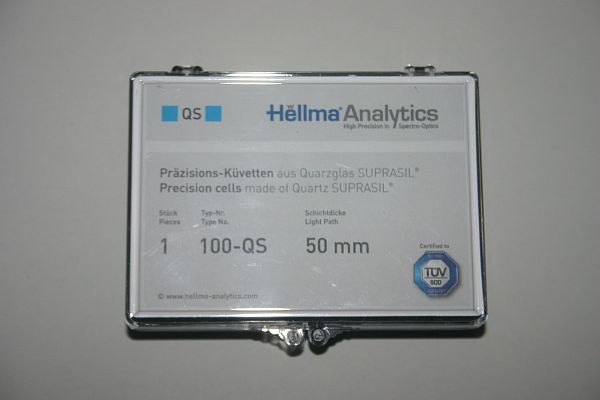 QS
Hellma® Analytics
High Precision in Spectro-Optics
Präzisions-Küvetten aus Quarzglas SUPRASIL®
Precision cells made of Quartz SUPRASIL®
Stück Typ-Nr. Schichtdicke
Pieces Type No. Light Path
1 100-QS 50 mm
Certified to
TÜV
SÜD
© www.hellma-analytics.com